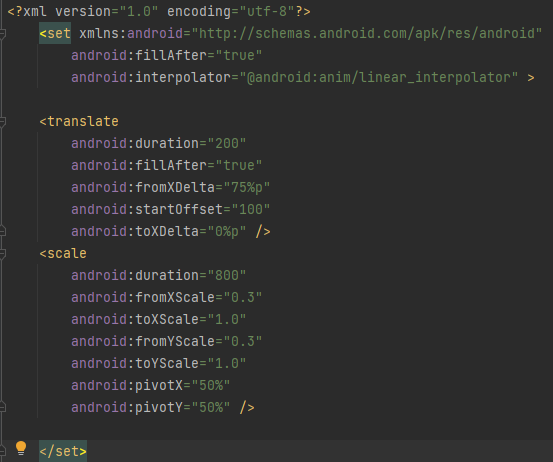 <?xml version="1.0" encoding="utf-8"?>
<set xmlns:android="http://schemas.android.com/apk/res/android"
android:fillAfter="true"
android:interpolator="@android:anim/linear_interpolator" >
<translate
android:duration="200"
android:fillAfter="true"
android:fromXDelta="75%p"
android:startOffset="100"
android:toXDelta="0%p" />
<scale
android:duration="800"
android:fromXScale="0.3"
android:toXScale="1.0"
android:fromYScale="0.3"
android:toYScale="1.0"
android:pivotX="50%"
android:pivotY="50%" />
</set>